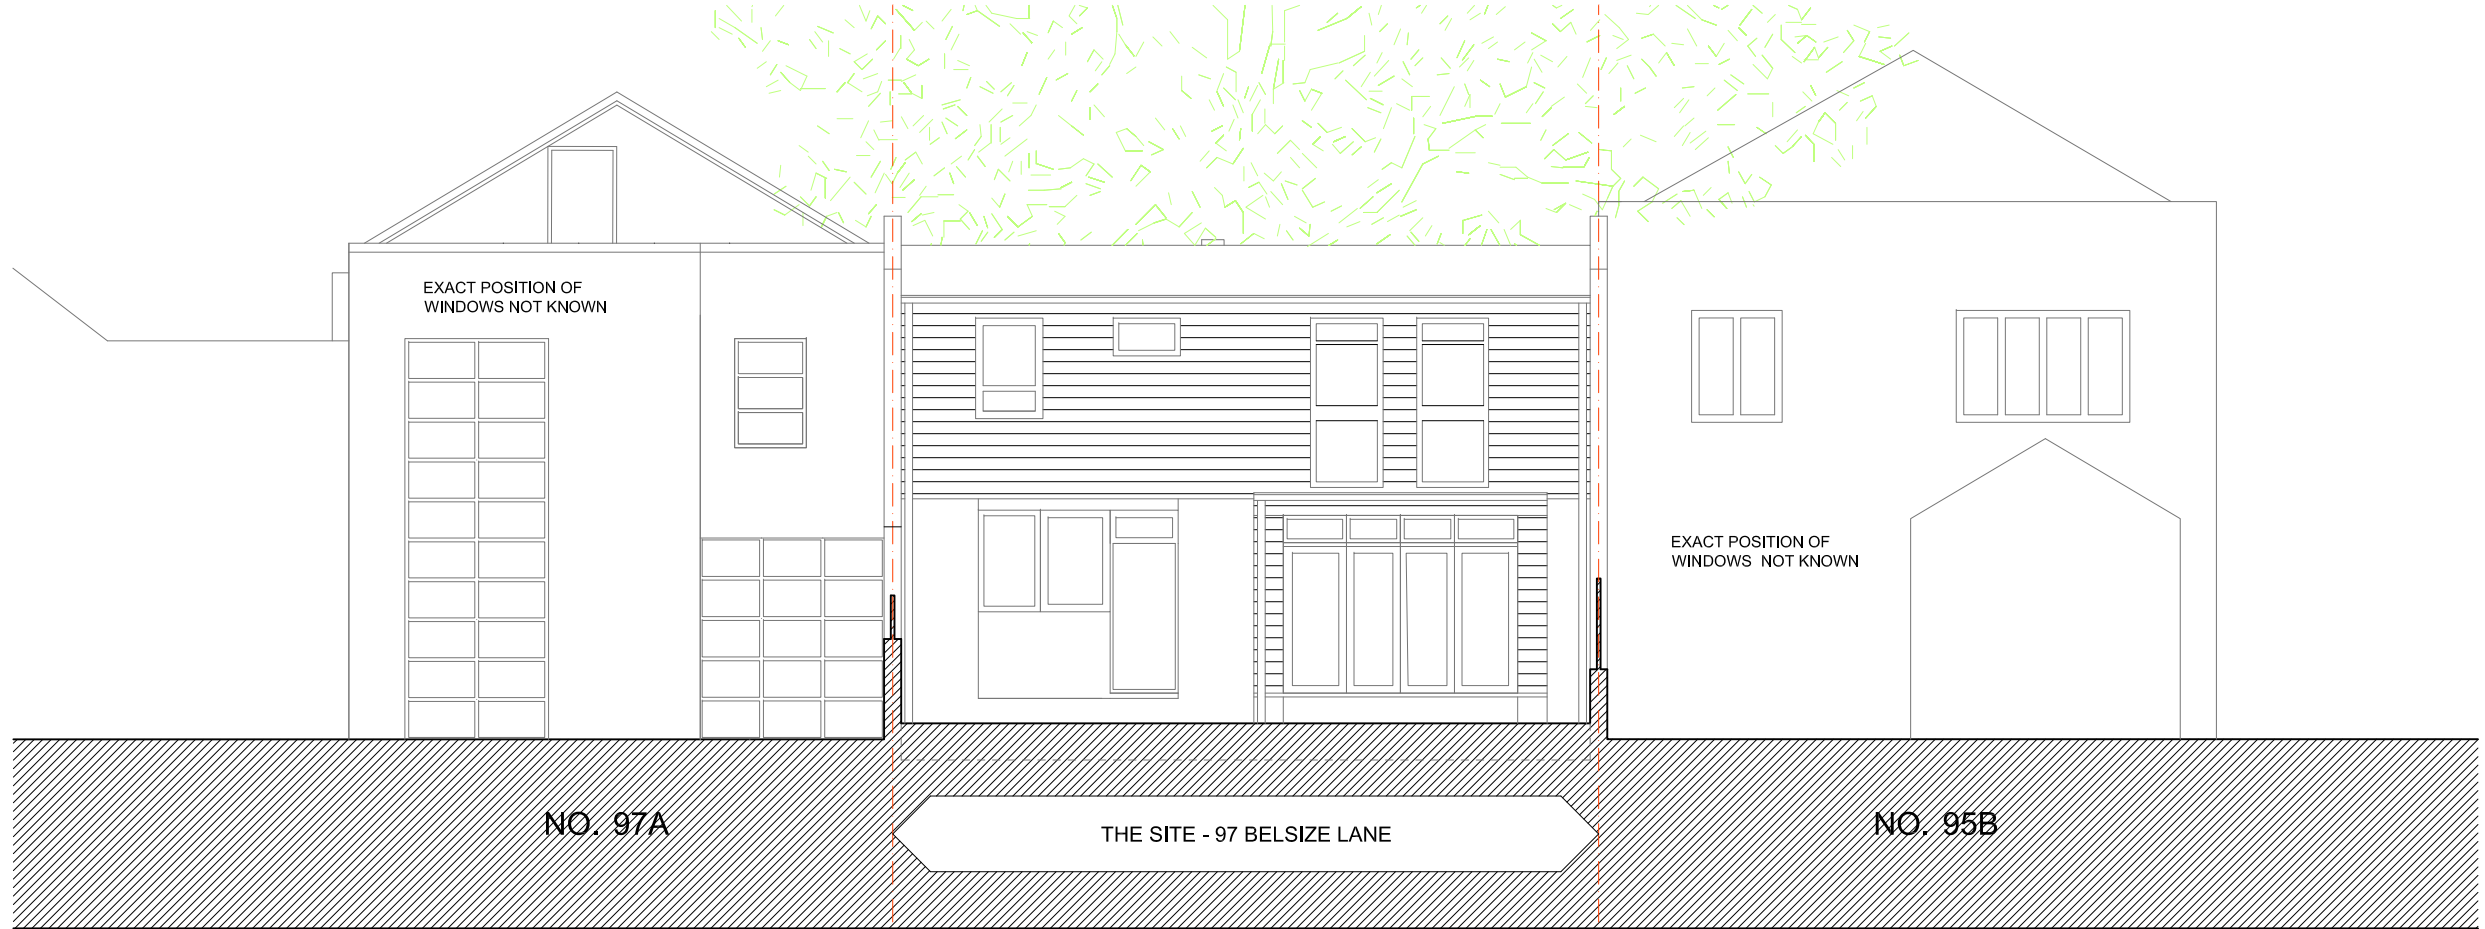 EXACT POSITION OF
WINDOWS NOT KNOWN
EXACT POSITION OF
WINDOWS NOT KNOWN
NO. 97A
THE SITE - 97 BELSIZE LANE
NO. 95B